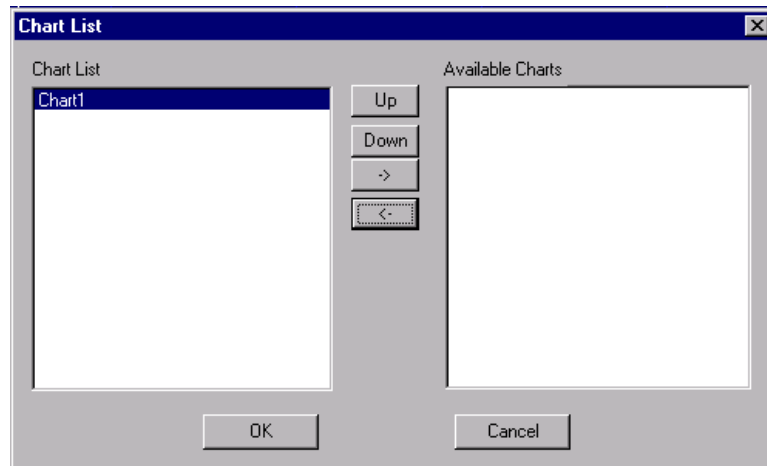 Chart List
Chart List
Available Charts
Chart1
Up
Down
->
<-
OK
Cancel